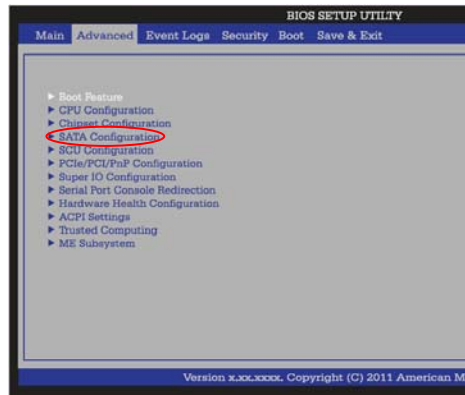 BIOS SETUP UTILTY
Main Advanced Event Logs Security Boot Save & Exit
▶ Boot Feature
▶ CPU Configuration
▶ Chipset Configuration
▶ SATA Configuration
▶ SCU Configuration
▶ PCIe/PCI/PnP Configuration
▶ Super IO Configuration
▶ Serial Port Console Redirection
▶ Hardware Health Configuration
▶ ACPI Settings
▶ Trusted Computing
▶ ME Subsystem
Version x.xx.xxxx. Copyright (C) 2011 American M